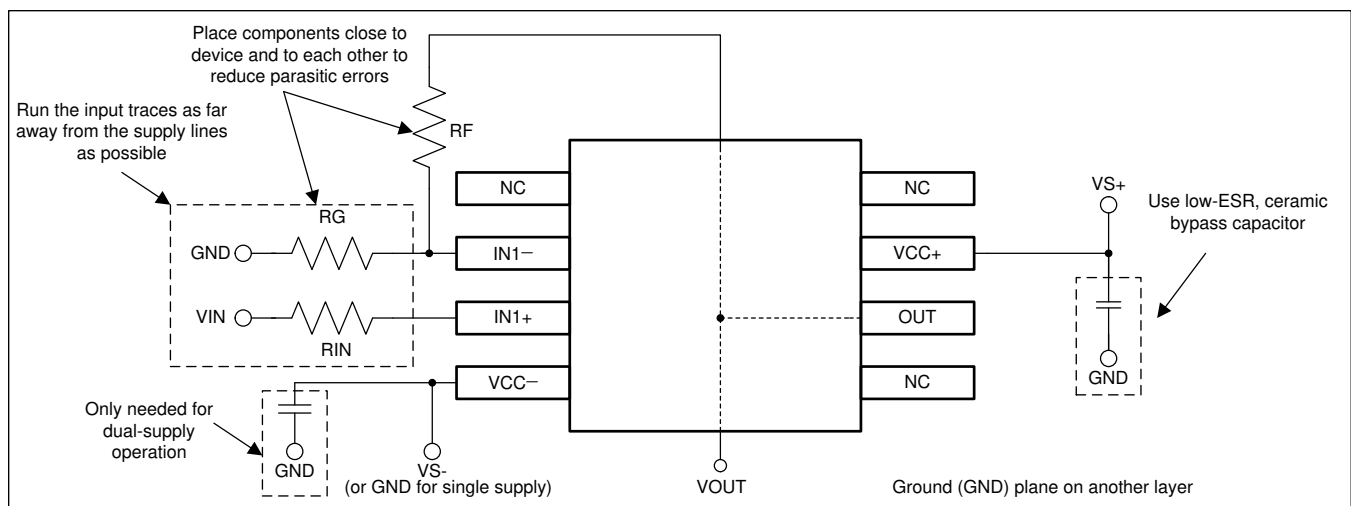 Place components close to
device and to each other to
reduce parasitic errors
Run the input traces as far
away from the supply lines
as possible
RF
NC
NC
VS+
Use low-ESR, ceramic
bypass capacitor
RG
GND
IN1−
VCC+
VIN
IN1+
OUT
RIN
GND
VCC−
NC
Only needed for
dual-supply
operation
GND
VS-
(or GND for single supply)
VOUT
Ground (GND) plane on another layer